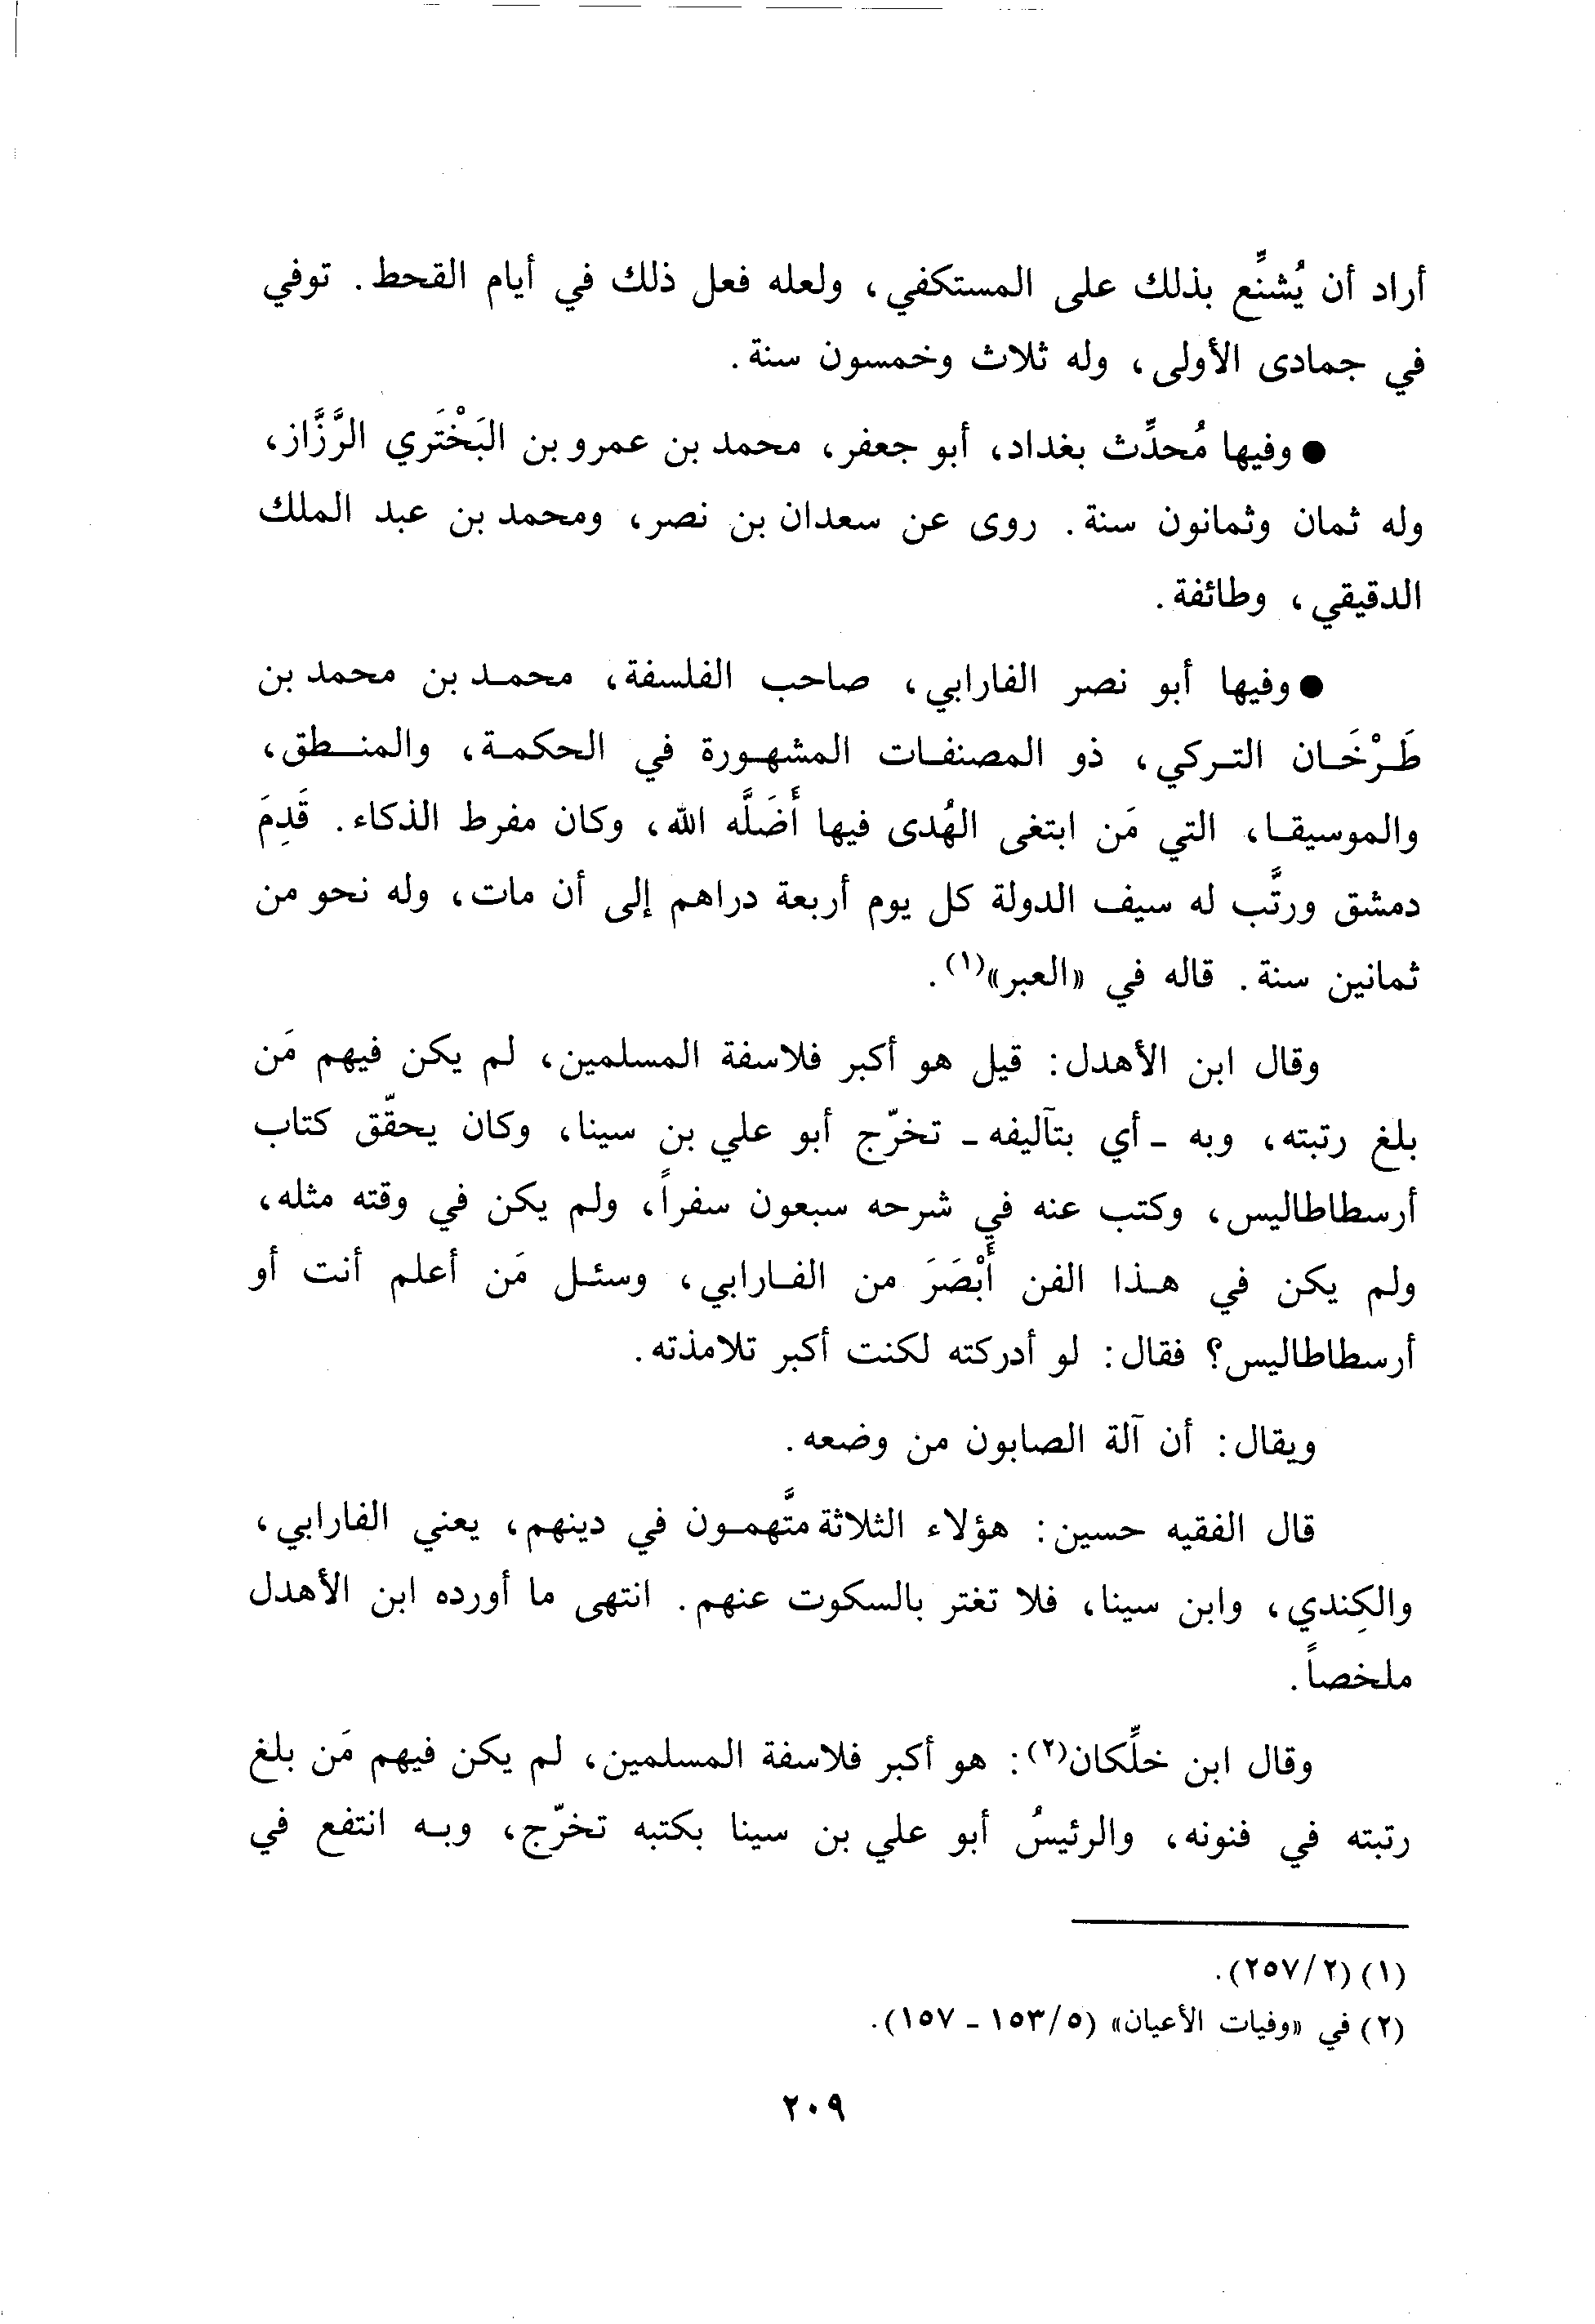 أراد أن يُشنِّع بذلك على المستكفي، ولعله فعل ذلك في أيام القحط. توفي
في جمادى الأولى، وله ثلاث وخمسون سنة.
● وفيها مُحدِّث بغداد، أبو جعفر، محمد بن عمرو بن البَخْتَري الرَّزَّاز،
وله ثمان وثمانون سنة. روى عن سعدان بن نصر، ومحمد بن عبد الملك
الدقيقي، وطائفة.
● وفيها أبو نصر الفارابي، صاحب الفلسفة، محمد بن محمد بن
طَرْخَان التركي، ذو المصنفات المشهورة في الحكمة، والمنطق،
والموسيقا، التي مَن ابتغى الهُدى فيها أَضَلَّه الله، وكان مفرط الذكاء. قَدِمَ
دمشق ورتَّب له سيف الدولة كل يوم أربعة دراهم إلى أن مات، وله نحو من
ثمانين سنة. قاله في «العبر»(١).
وقال ابن الأهدل: قيل هو أكبر فلاسفة المسلمين، لم يكن فيهم مَن
بلغ رتبته، وبه - أي بتآليفه - تخرّج أبو علي بن سينا، وكان يحقّق كتاب
أرسطاطاليس، وكتب عنه في شرحه سبعون سفراً، ولم يكن في وقته مثله،
ولم يكن في هذا الفن أَبْصَرَ من الفارابي، وسئل مَن أعلم أنت أو
أرسطاطاليس؟ فقال: لو أدركته لكنت أكبر تلامذته.
ويقال: أن آلة الصابون من وضعه.
قال الفقيه حسين: هؤلاء الثلاثة متَّهمون في دينهم، يعني الفارابي،
والكِندي، وابن سينا، فلا تغتر بالسكوت عنهم. انتهى ما أورده ابن الأهدل
ملخصاً.
وقال ابن خلِّكان(٢): هو أكبر فلاسفة المسلمين، لم يكن فيهم مَن بلغ
رتبته في فنونه، والرئيسُ أبو علي بن سينا بكتبه تخرّج، وبه انتفع في
(١) (٢٥٧/٢).
(٢) في «وفيات الأعيان» (١٥٣/٥ - ١٥٧).
٢٠٩